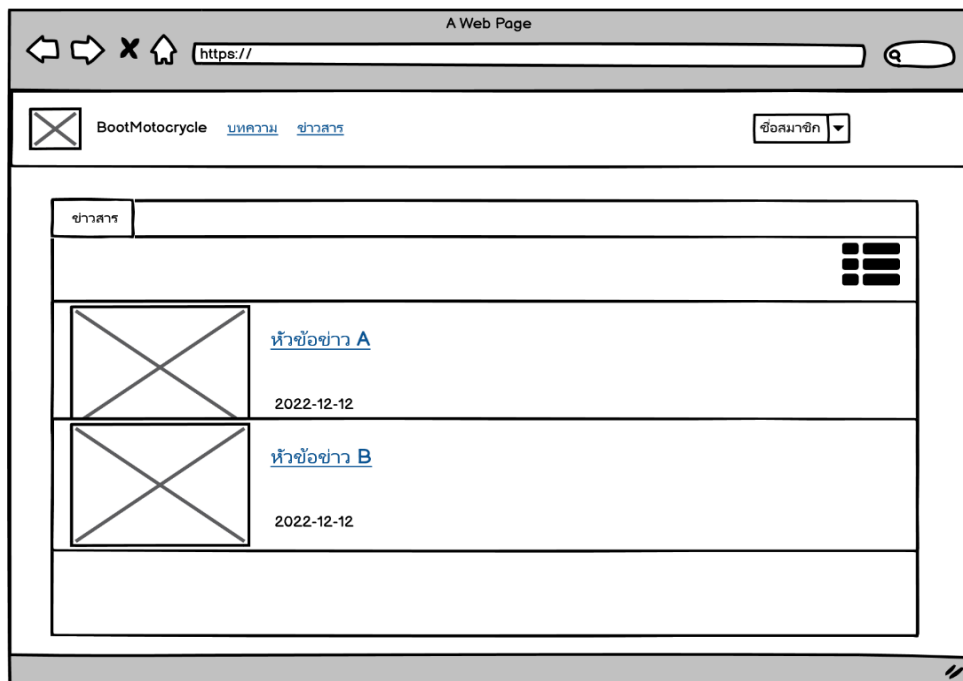 A Web Page
https://
BootMotocrycle บทความ ข่าวสาร ชื่อสมาชิก
ข่าวสาร
หัวข้อข่าว A
2022-12-12
หัวข้อข่าว B
2022-12-12